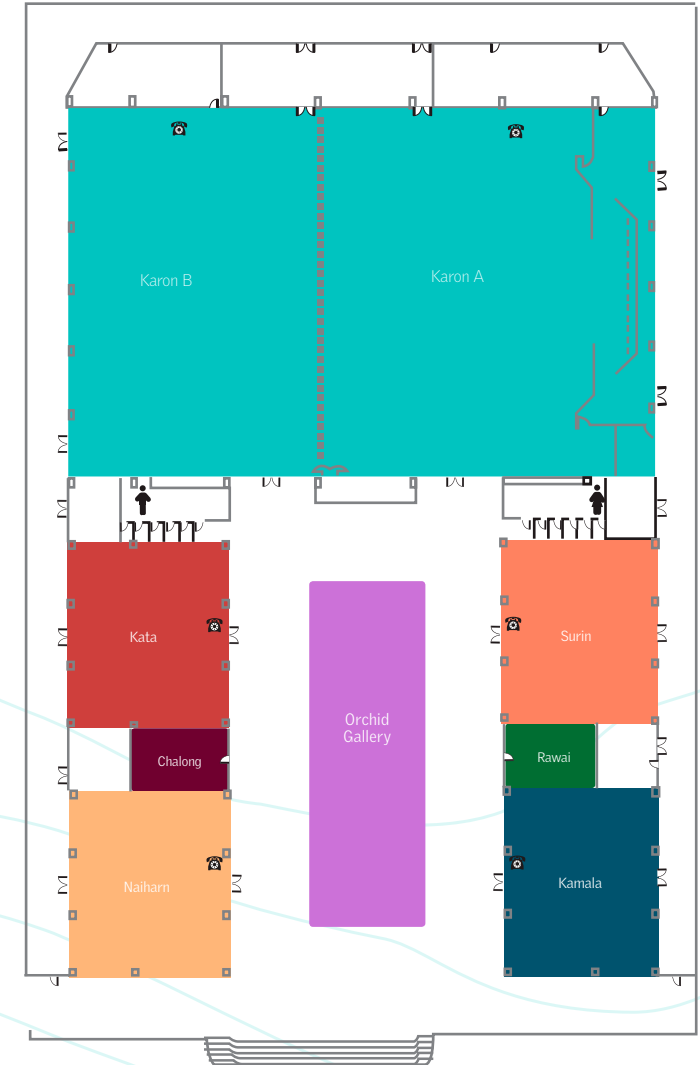 Karon B
Karon A
Kata
Surin
Orchid
Gallery
Chalong
Rawai
Naiharn
Kamala